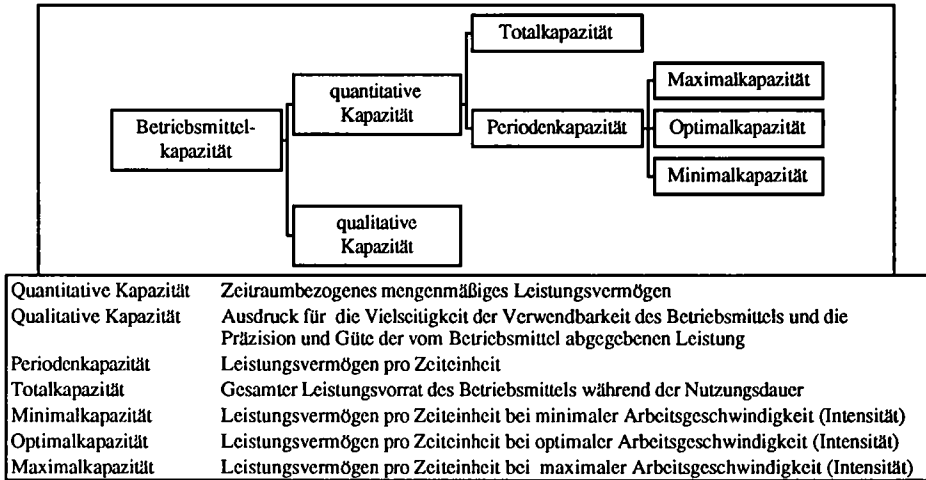 Totalkapazität
quantitative
Kapazität
Maximalkapazität
Betriebsmittel-
kapazität
Periodenkapazität
Optimalkapazität
Minimalkapazität
qualitative
Kapazität
Quantitative Kapazität Zeitraumbezogenes mengenmäßiges Leistungsvermögen
Qualitative Kapazität Ausdruck für die Vielseitigkeit der Verwendbarkeit des Betriebsmittels und die
Präzision und Güte der vom Betriebsmittel abgegebenen Leistung
Periodenkapazität Leistungsvermögen pro Zeiteinheit
Totalkapazität Gesamter Leistungsvorrat des Betriebsmittels während der Nutzungsdauer
Minimalkapazität Leistungsvermögen pro Zeiteinheit bei minimaler Arbeitsgeschwindigkeit (Intensität)
Optimalkapazität Leistungsvermögen pro Zeiteinheit bei optimaler Arbeitsgeschwindigkeit (Intensität)
Maximalkapazität Leistungsvermögen pro Zeiteinheit bei maximaler Arbeitsgeschwindigkeit (Intensität)